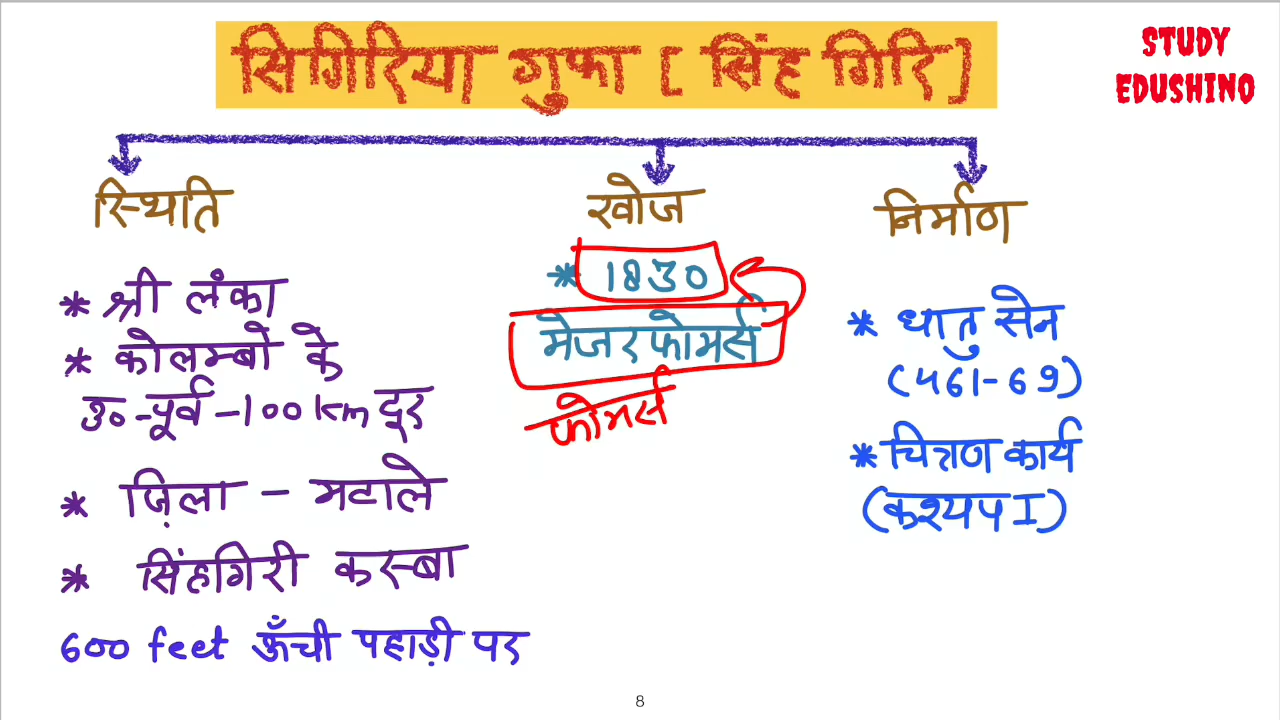 सिगिरिया गुफा [ सिंह गिरि ]
STUDY
EDUSHINO
स्थिति
* श्री लंका
* कोलम्बो के
उ०-पूर्व -100 km दूर
* ज़िला - मटाले
* सिंहगिरी कस्बा
600 feet ऊँची पहाड़ी पर
खोज
* 1830
मेजर फोमर्स
फोमर्स
निर्माण
* धातु सेन
(461-69)
* चित्रण कार्य
(कश्यप I)
8